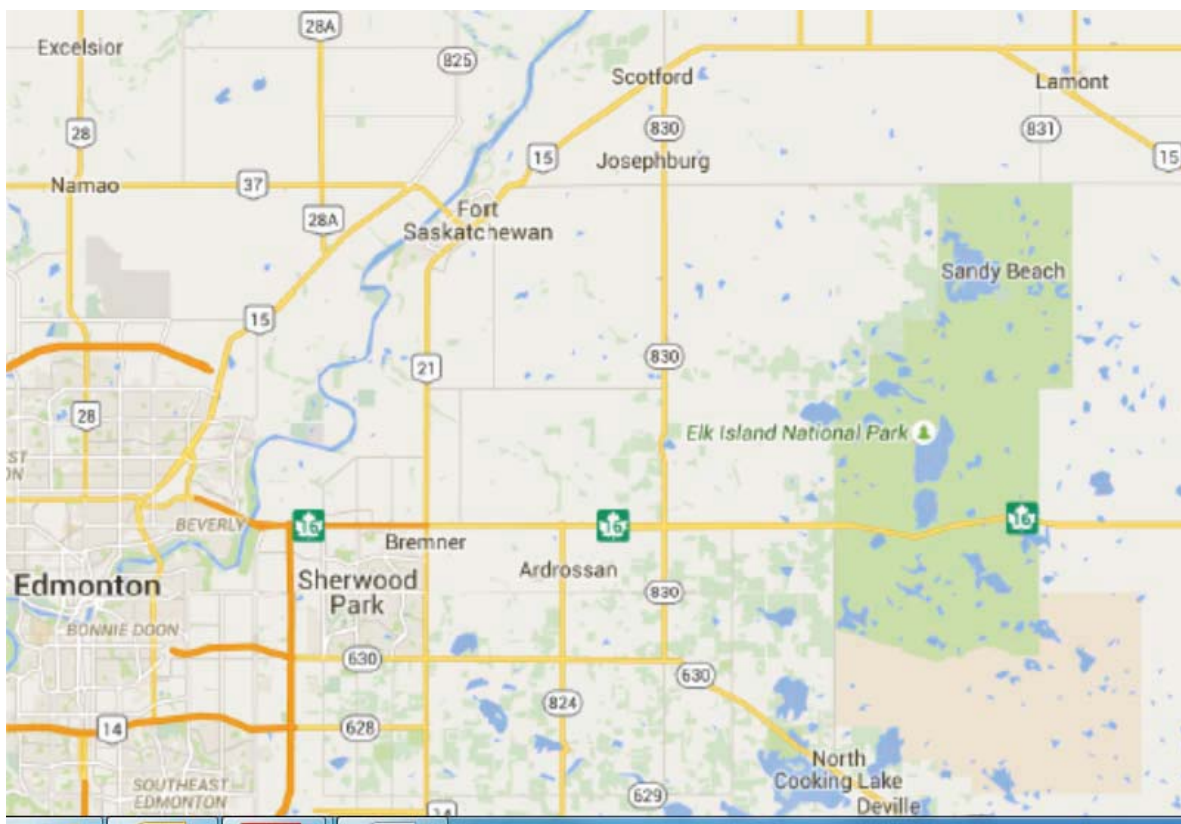 28A
Excelsior
825
Scotford
Lamont
28
830
831
15
15
Josephburg
Namao
37
28A
Fort
Saskatchewan
Sandy Beach
15
830
21
28
Elk Island National Park
BEVERLY
16
16
16
Bremner
Edmonton
Sherwood
Park
Ardrossan
830
BONNIE DOON
630
630
824
14
628
SOUTHEAST
EDMONTON
North
Cooking Lake
629
Deville